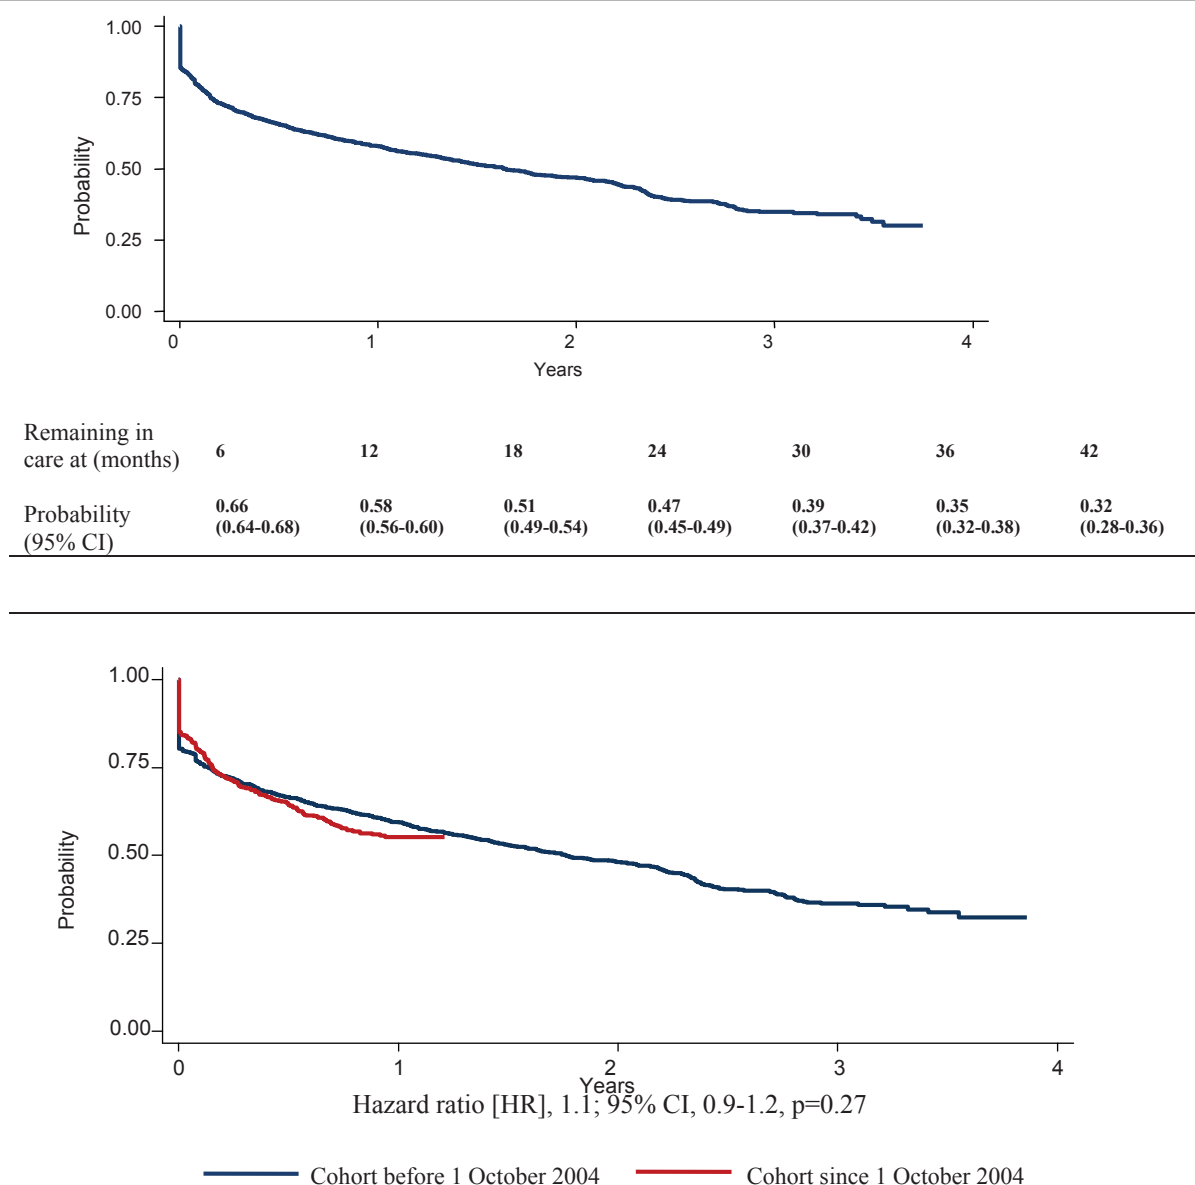 1.00
0.75
0.50
0.25
0.00
Probability
0 1 2 3 4
Years
Remaining in
care at (months) 6 12 18 24 30 36 42
Probability 0.66 0.58 0.51 0.47 0.39 0.35 0.32
(95% CI) (0.64-0.68) (0.56-0.60) (0.49-0.54) (0.45-0.49) (0.37-0.42) (0.32-0.38) (0.28-0.36)
1.00
0.75
0.50
0.25
0.00
Probability
0 1 2 3 4
Years
Hazard ratio [HR], 1.1; 95% CI, 0.9-1.2, p=0.27
Cohort before 1 October 2004 Cohort since 1 October 2004